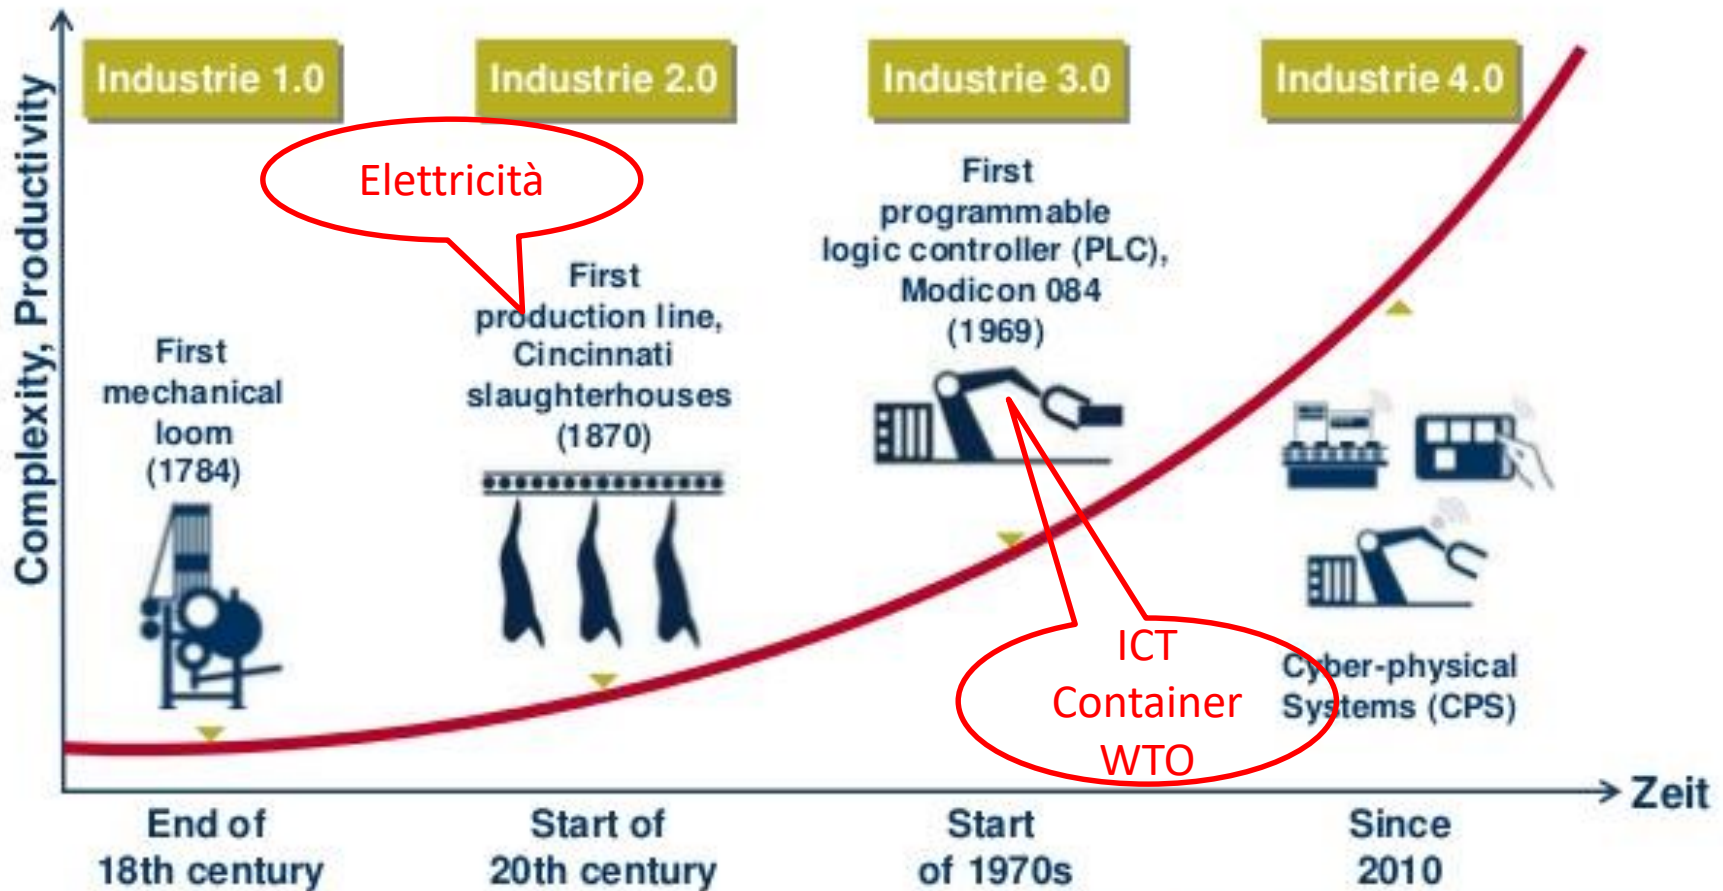 Complexity, Productivity
Industrie 1.0
Industrie 2.0
Industrie 3.0
Industrie 4.0
Elettricità
First
mechanical
loom
(1784)
First
production line,
Cincinnati
slaughterhouses
(1870)
First
programmable
logic controller (PLC),
Modicon 084
(1969)
ICT
Container
WTO
Cyber-physical
Systems (CPS)
Zeit
End of
18th century
Start of
20th century
Start
of 1970s
Since
2010